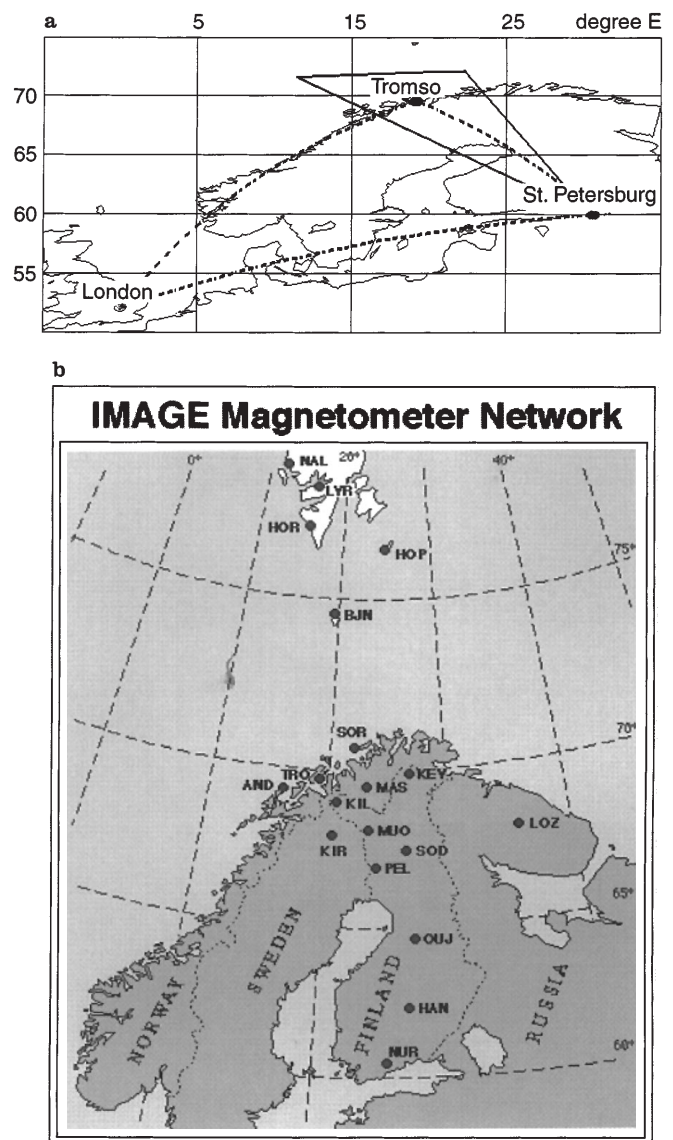 a 5 15 25 degree E
70
Tromso
65
St. Petersburg
60
55
London
b
IMAGE Magnetometer Network
0° 20° 40°
NAL
LYR
HOR
HOP
75°
BJN
70°
SOR
TRO KEY
AND MAS
KIL
LOZ
MUO
KIR SOD
PEL
65°
OUJ
SWEDEN
FINLAND
NORWAY
RUSSIA
HAN
NUR
60°